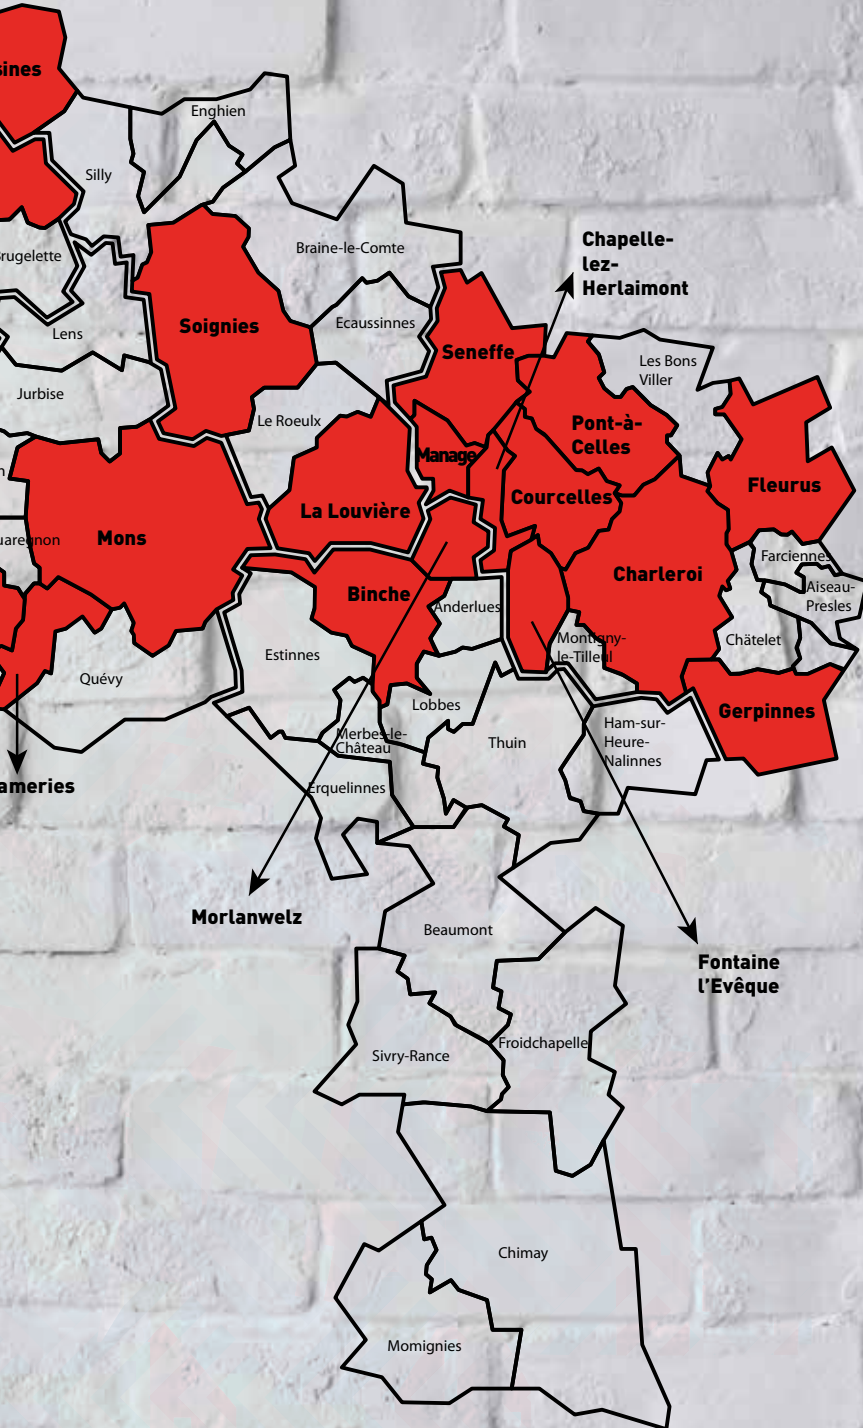 sines
Enghien
Silly
Braine-le-Comte
Chapelle-
lez-
Herlaimont
rugelette
Soignies
Ecaussinnes
Lens
Seneffe
Les Bons
Viller
Jurbise
Le Roeulx
Pont-à-
Celles
Manage
n
Fleurus
Courcelles
La Louvière
Mons
uaregnon
Farciennes
Charleroi
Aiseau-
Presles
Binche
Anderlues
Montigny-
le-Tilleul
Châtelet
Estinnes
Quévy
Lobbes
Gerpinnes
Ham-sur-
Heure-
Nalinnes
Merbes-le-
Château
Thuin
ameries
Erquelinnes
Morlanwelz
Beaumont
Fontaine
l'Evêque
Froidchapelle
Sivry-Rance
Chimay
Momignies